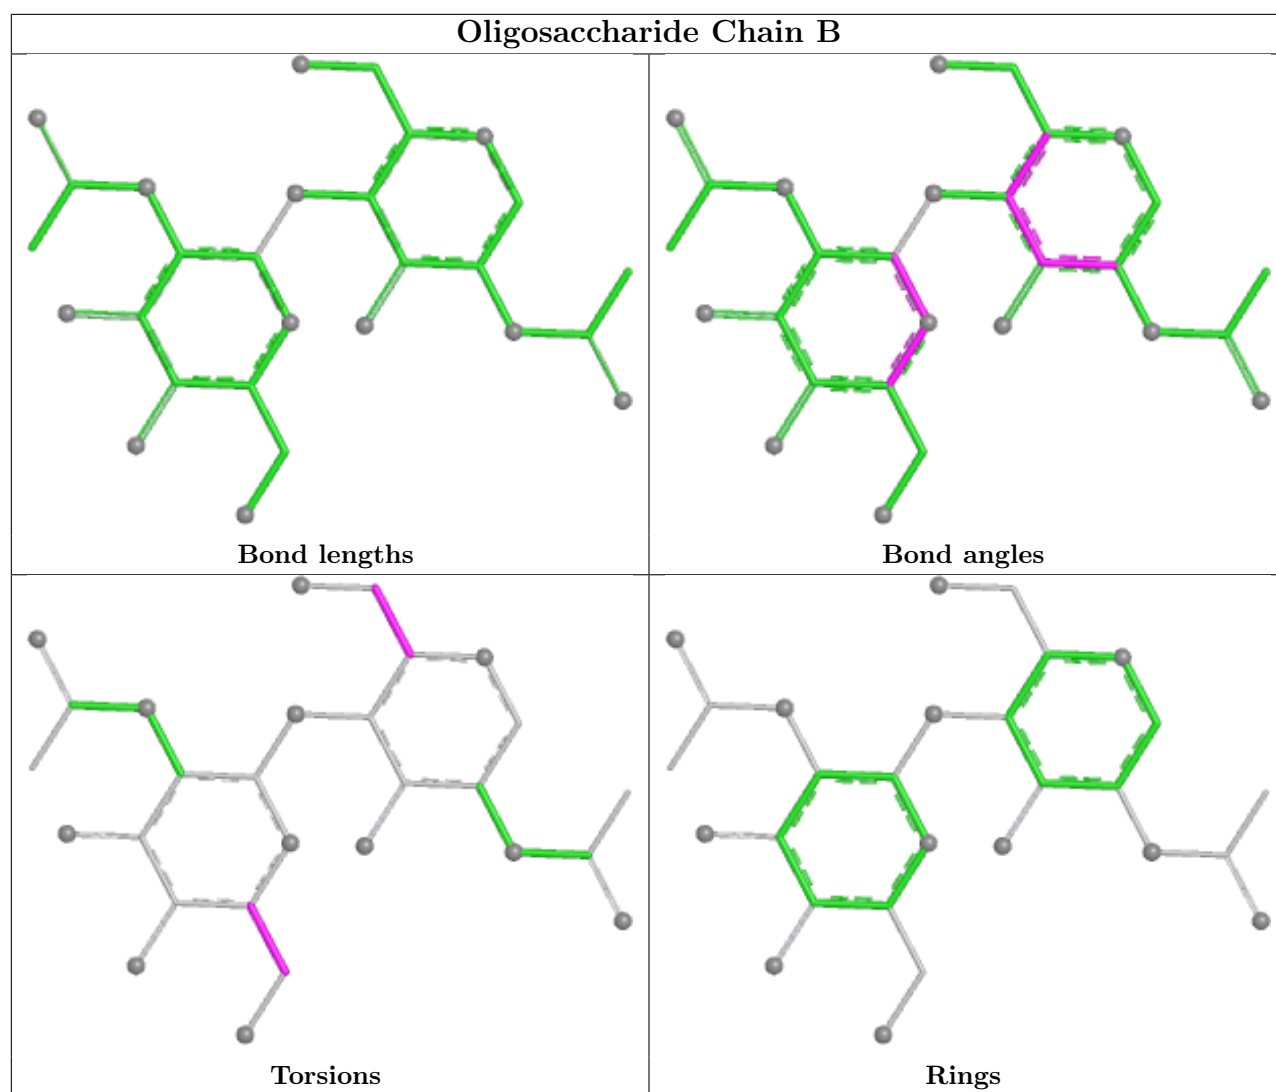 Oligosaccharide Chain B
Bond lengths
Bond angles
Torsions
Rings